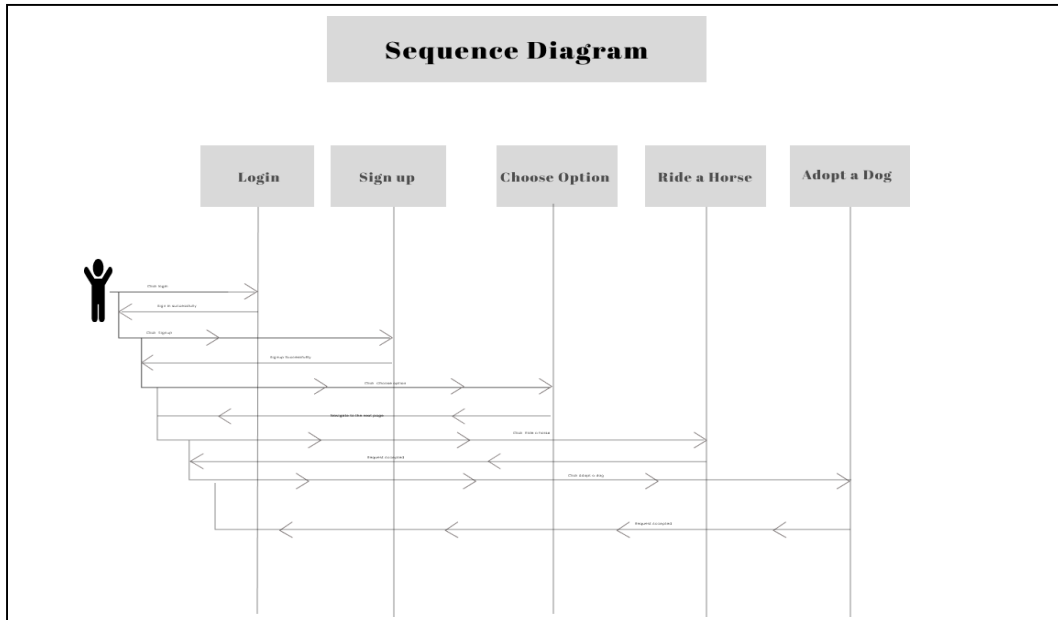 Sequence Diagram
Login
Sign up
Choose Option
Ride a Horse
Adopt a Dog
Click login
Sign in successfully
Click Signup
Signup Successfully
Click Choose option
Navigate to the next page
Click Ride a horse
Request accepted
Click Adopt a dog
Request accepted